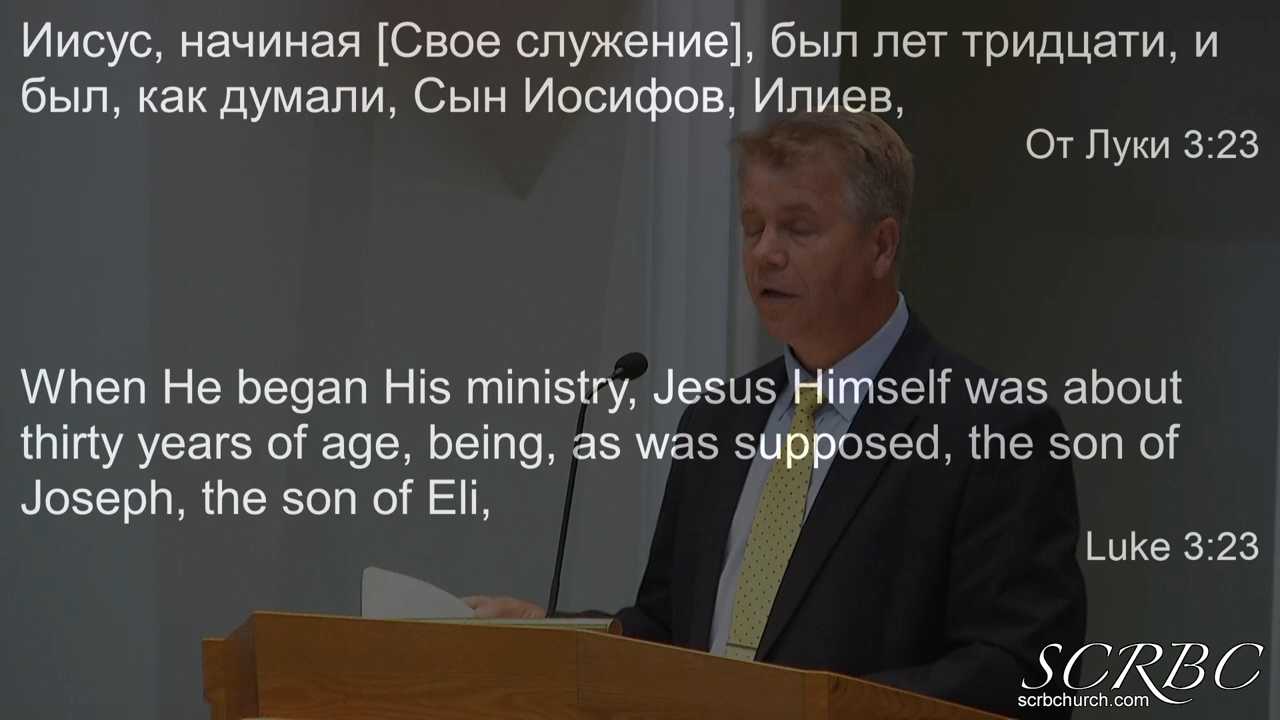 Иисус, начиная [Свое служение], был лет тридцати, и
был, как думали, Сын Иосифов, Илиев,
От Луки 3:23
When He began His ministry, Jesus Himself was about
thirty years of age, being, as was supposed, the son of
Joseph, the son of Eli,
Luke 3:23
SCRBC
scrbchurch.com